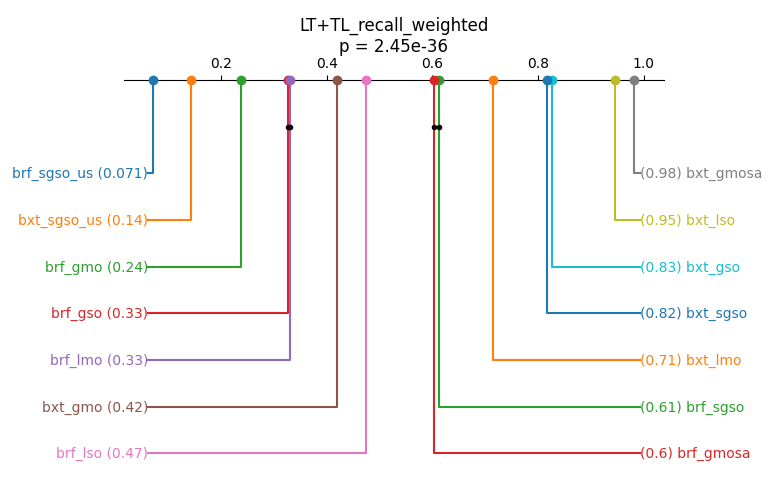 LT+TL_recall_weighted
p = 2.45e-36
0.2 0.4 0.6 0.8 1.0
brf_sgso_us (0.071) (0.98) bxt_gmosa
bxt_sgso_us (0.14) (0.95) bxt_lso
brf_gmo (0.24) (0.83) bxt_gso
brf_gso (0.33) (0.82) bxt_sgso
brf_lmo (0.33) (0.71) bxt_lmo
bxt_gmo (0.42) (0.61) brf_sgso
brf_lso (0.47) (0.6) brf_gmosa